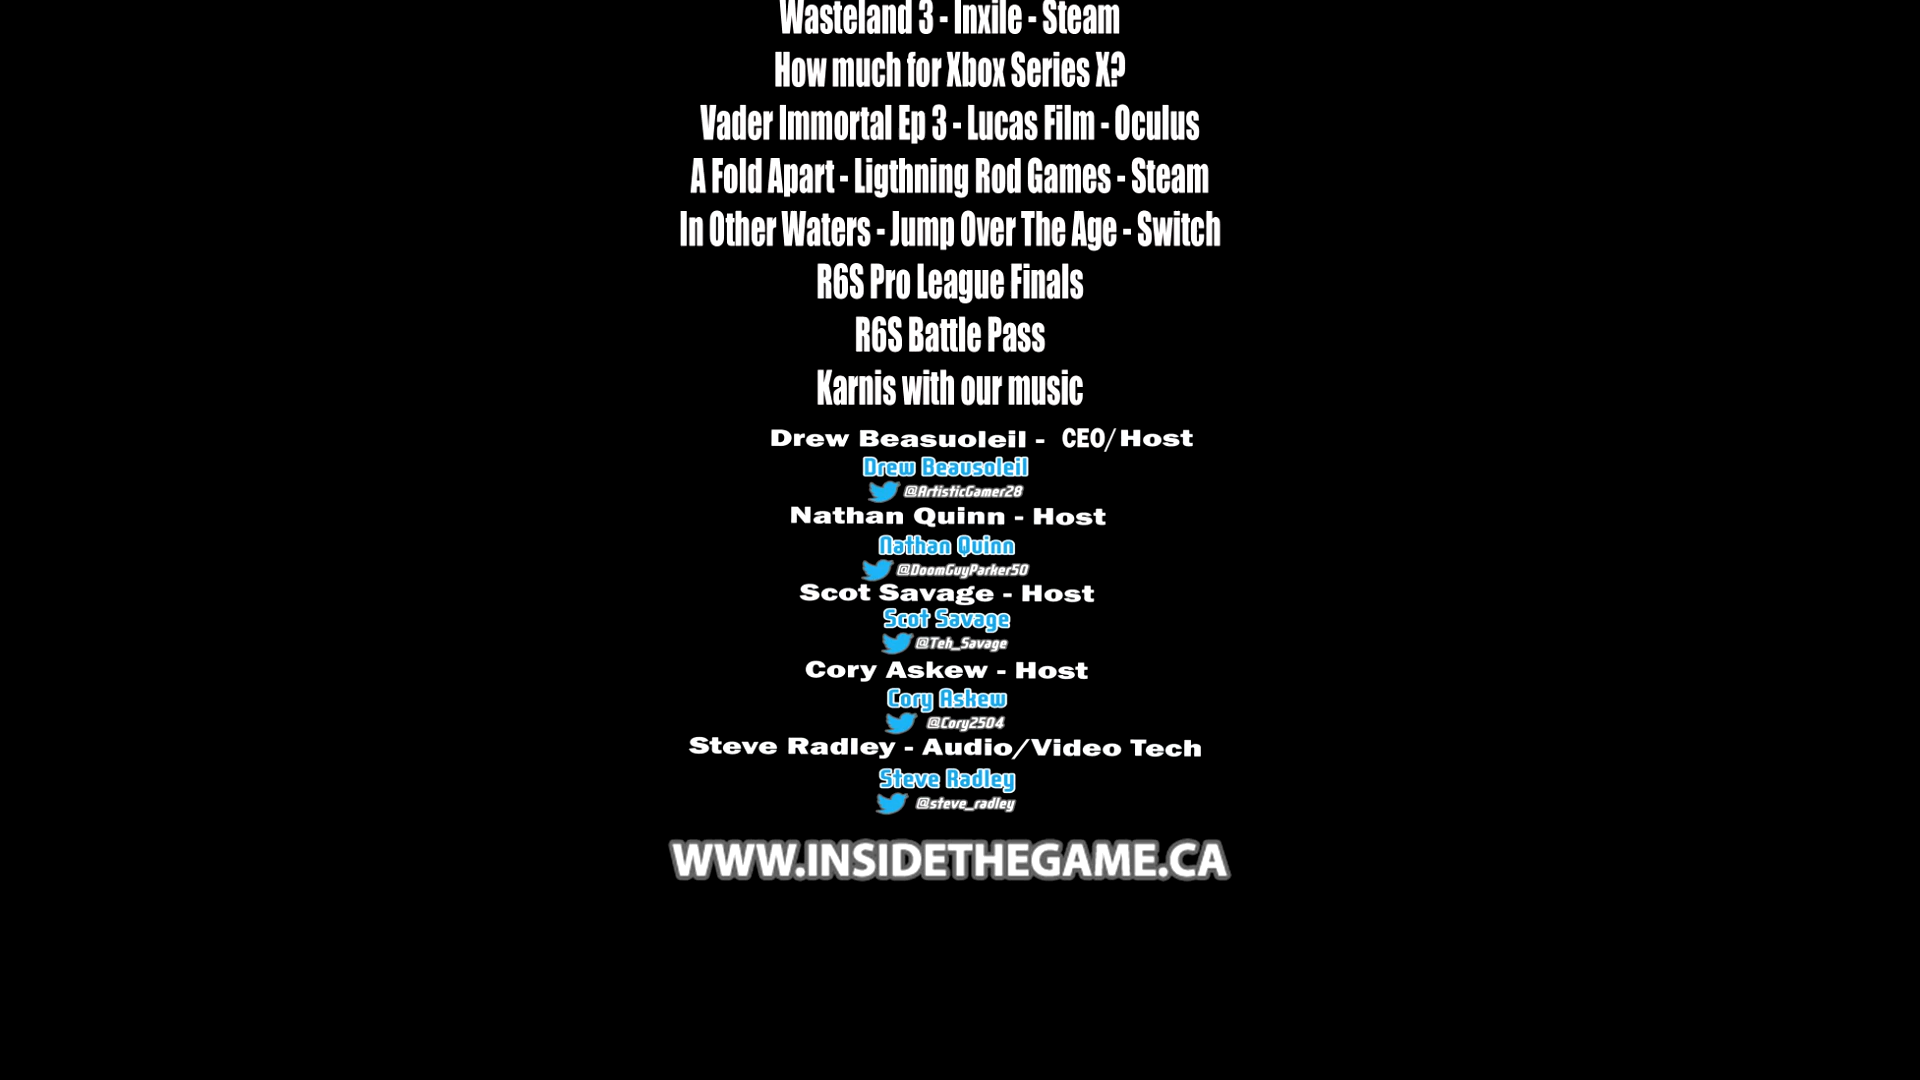 Wasteland 3 - Inxile - Steam
How much for Xbox Series X?
Vader Immortal Ep 3 - Lucas Film - Oculus
A Fold Apart - Ligthning Rod Games - Steam
In Other Waters - Jump Over The Age - Switch
R6S Pro League Finals
R6S Battle Pass
Karnis with our music
Drew Beasuoleil - CEO/Host
Drew Beausoleil
@ArtisticGamer28
Nathan Quinn - Host
Nathan Quinn
@DoomGuyParker50
Scot Savage - Host
Scot Savage
@Teh_Savage
Cory Askew - Host
Cory Askew
@Cory2504
Steve Radley - Audio/Video Tech
Steve Radley
@steve_radley
WWW.INSIDETHEGAME.CA